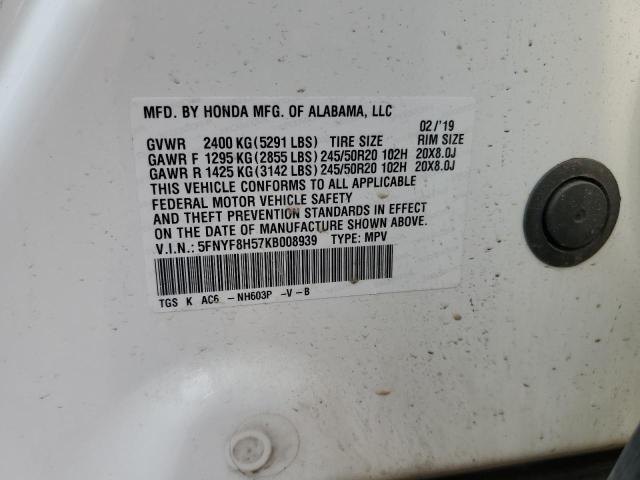 MFD. BY HONDA MFG. OF ALABAMA, LLC
02/'19
GVWR 2400 KG(5291 LBS) TIRE SIZE RIM SIZE
GAWR F 1295 KG(2855 LBS)245/50R20 102H 20X8.0J
GAWR R 1425 KG(3142 LBS)245/50R20 102H 20X8.0J
THIS VEHICLE CONFORMS TO ALL APPLICABLE
FEDERAL MOTOR VEHICLE SAFETY
AND THEFT PREVENTION STANDARDS IN EFFECT
ON THE DATE OF MANUFACTURE SHOWN ABOVE.
V.I.N.: 5FNYF8H57KB008939 TYPE: MPV
TGS K AC6 -NH603P -V-B